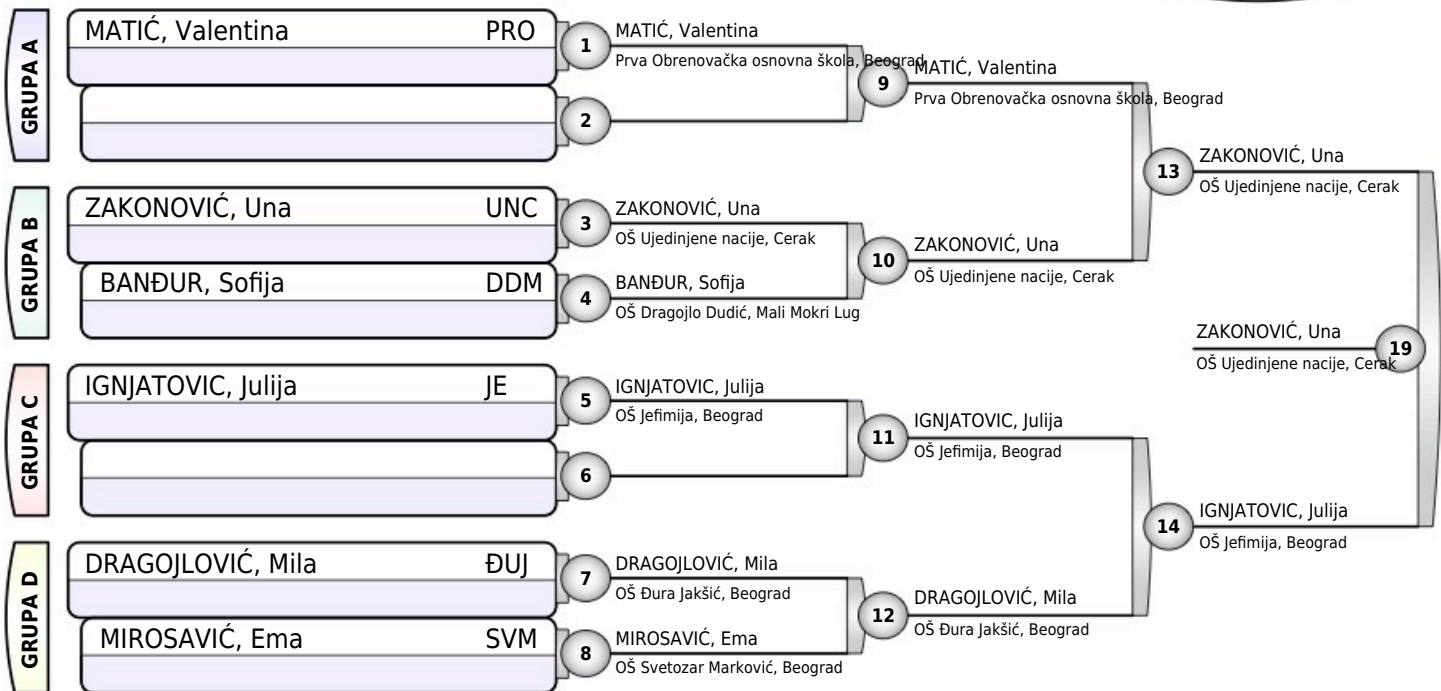 GRUPA A
MATIĆ, Valentina PRO
1
2
GRUPA B
ZAKONOVIĆ, Una UNC
3
BANĐUR, Sofija DDM
4
GRUPA C
IGNJATOVIC, Julija JE
5
6
GRUPA D
DRAGOJLOVIĆ, Mila ĐUJ
7
MIROSAVIĆ, Ema SVM
8
MATIĆ, Valentina
Prva Obrenovačka osnovna škola, Beograd
ZAKONOVIĆ, Una
OŠ Ujedinjene nacije, Cerak
BANĐUR, Sofija
OŠ Dragojlo Dudić, Mali Mokri Lug
IGNJATOVIC, Julija
OŠ Jefimija, Beograd
DRAGOJLOVIĆ, Mila
OŠ Đura Jakšić, Beograd
MIROSAVIĆ, Ema
OŠ Svetozar Marković, Beograd
9
MATIĆ, Valentina
Prva Obrenovačka osnovna škola, Beograd
10
ZAKONOVIĆ, Una
OŠ Ujedinjene nacije, Cerak
11
IGNJATOVIC, Julija
OŠ Jefimija, Beograd
12
DRAGOJLOVIĆ, Mila
OŠ Đura Jakšić, Beograd
13
ZAKONOVIĆ, Una
OŠ Ujedinjene nacije, Cerak
14
IGNJATOVIC, Julija
OŠ Jefimija, Beograd
ZAKONOVIĆ, Una
OŠ Ujedinjene nacije, Cerak
19